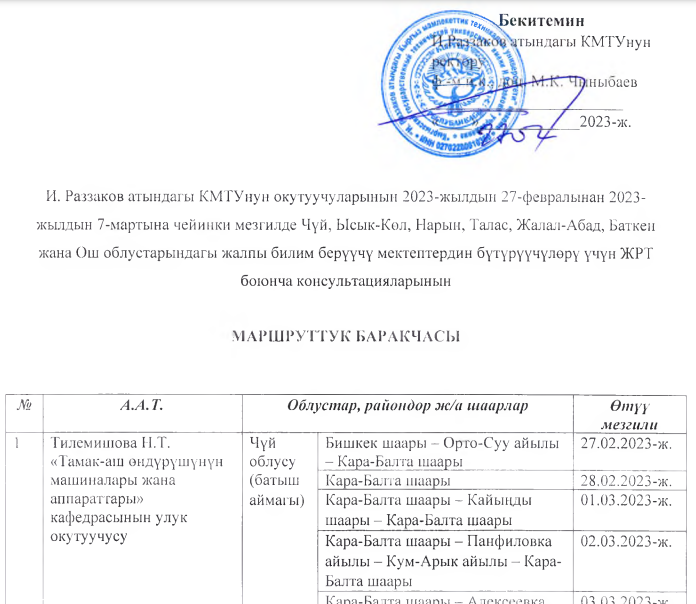 Бекитемин
И.Раззаков атындагы КМТУнун
ректору
ф.-м.и.к., доц. М.К. Чыныбаев
2023-ж.
И. Раззаков атындагы КМТУнун окутуучуларынын 2023-жылдын 27-февралынан 2023-
жылдын 7-мартына чейинки мезгилде Чүй, Ысык-Көл, Нарын, Талас, Жалал-Абад, Баткен
жана Ош облустарындагы жалпы билим берүүчү мектептердин бүтүрүүчүлөрү үчүн ЖРТ
боюнча консультацияларынын
МАРШРУТТУК БАРАКЧАСЫ
№ А.А.Т. Облустар, райондор ж/а шаарлар Өтүү
мезгили
1 Тилемишова Н.Т.
«Тамак-аш өндүрүшүнүн
машиналары жана
аппараттары»
кафедрасынын улук
окутуучусу
Чүй
облусу
(батыш
аймагы)
Бишкек шаары – Орто-Суу айылы
– Кара-Балта шаары
27.02.2023-ж.
Кара-Балта шаары 28.02.2023-ж.
Кара-Балта шаары – Кайыңды
шаары – Кара-Балта шаары
01.03.2023-ж.
Кара-Балта шаары – Панфиловка
айылы – Кум-Арык айылы – Кара-
Балта шаары
02.03.2023-ж.
Кара-Балта шаары – Алексеевка 03.03.2023-ж.